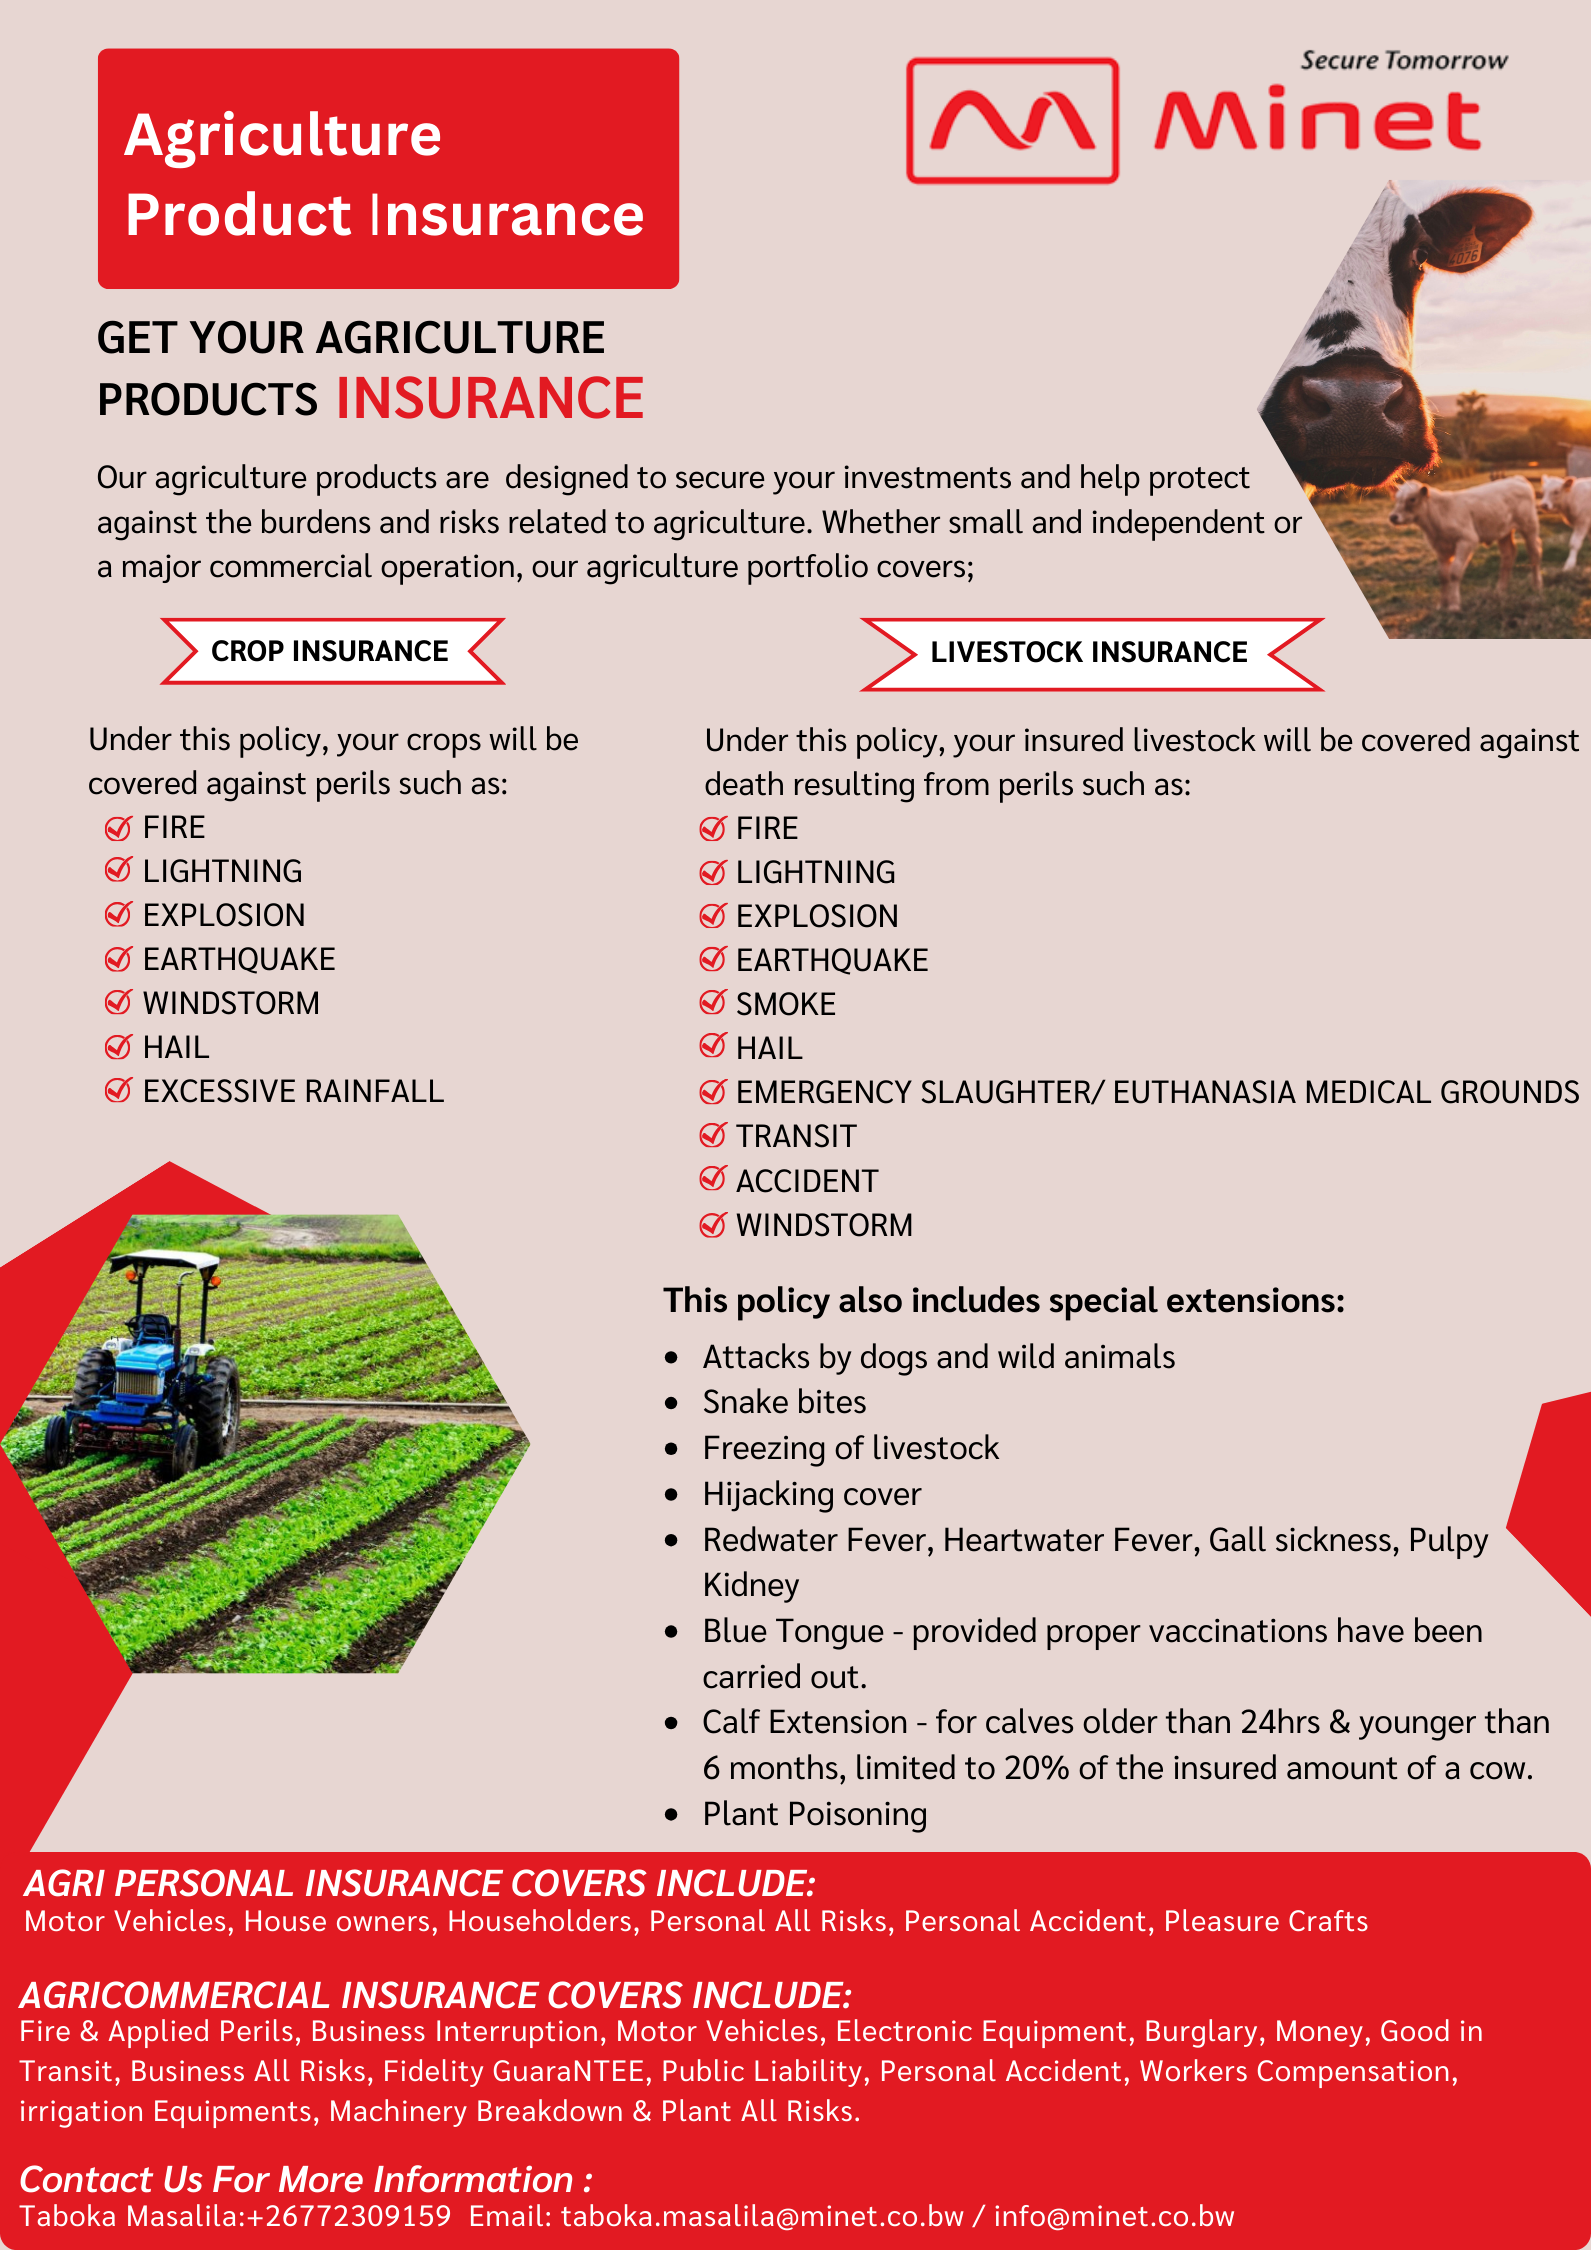 Agriculture
Product Insurance
Secure Tomorrow
Minet
4076
GET YOUR AGRICULTURE
PRODUCTS INSURANCE
Our agriculture products are designed to secure your investments and help protect
against the burdens and risks related to agriculture. Whether small and independent or
a major commercial operation, our agriculture portfolio covers;
CROP INSURANCE
Under this policy, your crops will be
covered against perils such as:
FIRE
LIGHTNING
EXPLOSION
EARTHQUAKE
WINDSTORM
HAIL
EXCESSIVE RAINFALL
LIVESTOCK INSURANCE
Under this policy, your insured livestock will be covered against
death resulting from perils such as:
FIRE
LIGHTNING
EXPLOSION
EARTHQUAKE
SMOKE
HAIL
EMERGENCY SLAUGHTER/ EUTHANASIA MEDICAL GROUNDS
TRANSIT
ACCIDENT
WINDSTORM
This policy also includes special extensions:
• Attacks by dogs and wild animals
• Snake bites
• Freezing of livestock
• Hijacking cover
• Redwater Fever, Heartwater Fever, Gall sickness, Pulpy
Kidney
• Blue Tongue - provided proper vaccinations have been
carried out.
• Calf Extension - for calves older than 24hrs & younger than
6 months, limited to 20% of the insured amount of a cow.
• Plant Poisoning
AGRI PERSONAL INSURANCE COVERS INCLUDE:
Motor Vehicles, House owners, Householders, Personal All Risks, Personal Accident, Pleasure Crafts
AGRICOMMERCIAL INSURANCE COVERS INCLUDE:
Fire & Applied Perils, Business Interruption, Motor Vehicles, Electronic Equipment, Burglary, Money, Good in
Transit, Business All Risks, Fidelity GuaraNTEE, Public Liability, Personal Accident, Workers Compensation,
irrigation Equipments, Machinery Breakdown & Plant All Risks.
Contact Us For More Information :
Taboka Masalila:+26772309159 Email: taboka.masalila@minet.co.bw / info@minet.co.bw